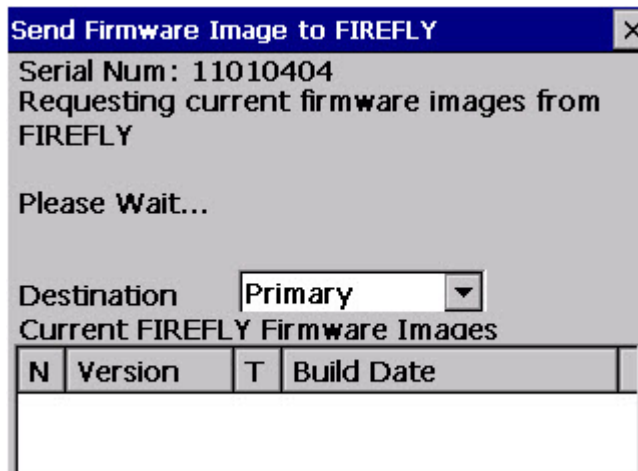 Send Firmware Image to FIREFLY
Serial Num: 11010404
Requesting current firmware images from
FIREFLY
Please Wait...
Destination Primary
Current FIREFLY Firmware Images
N Version T Build Date